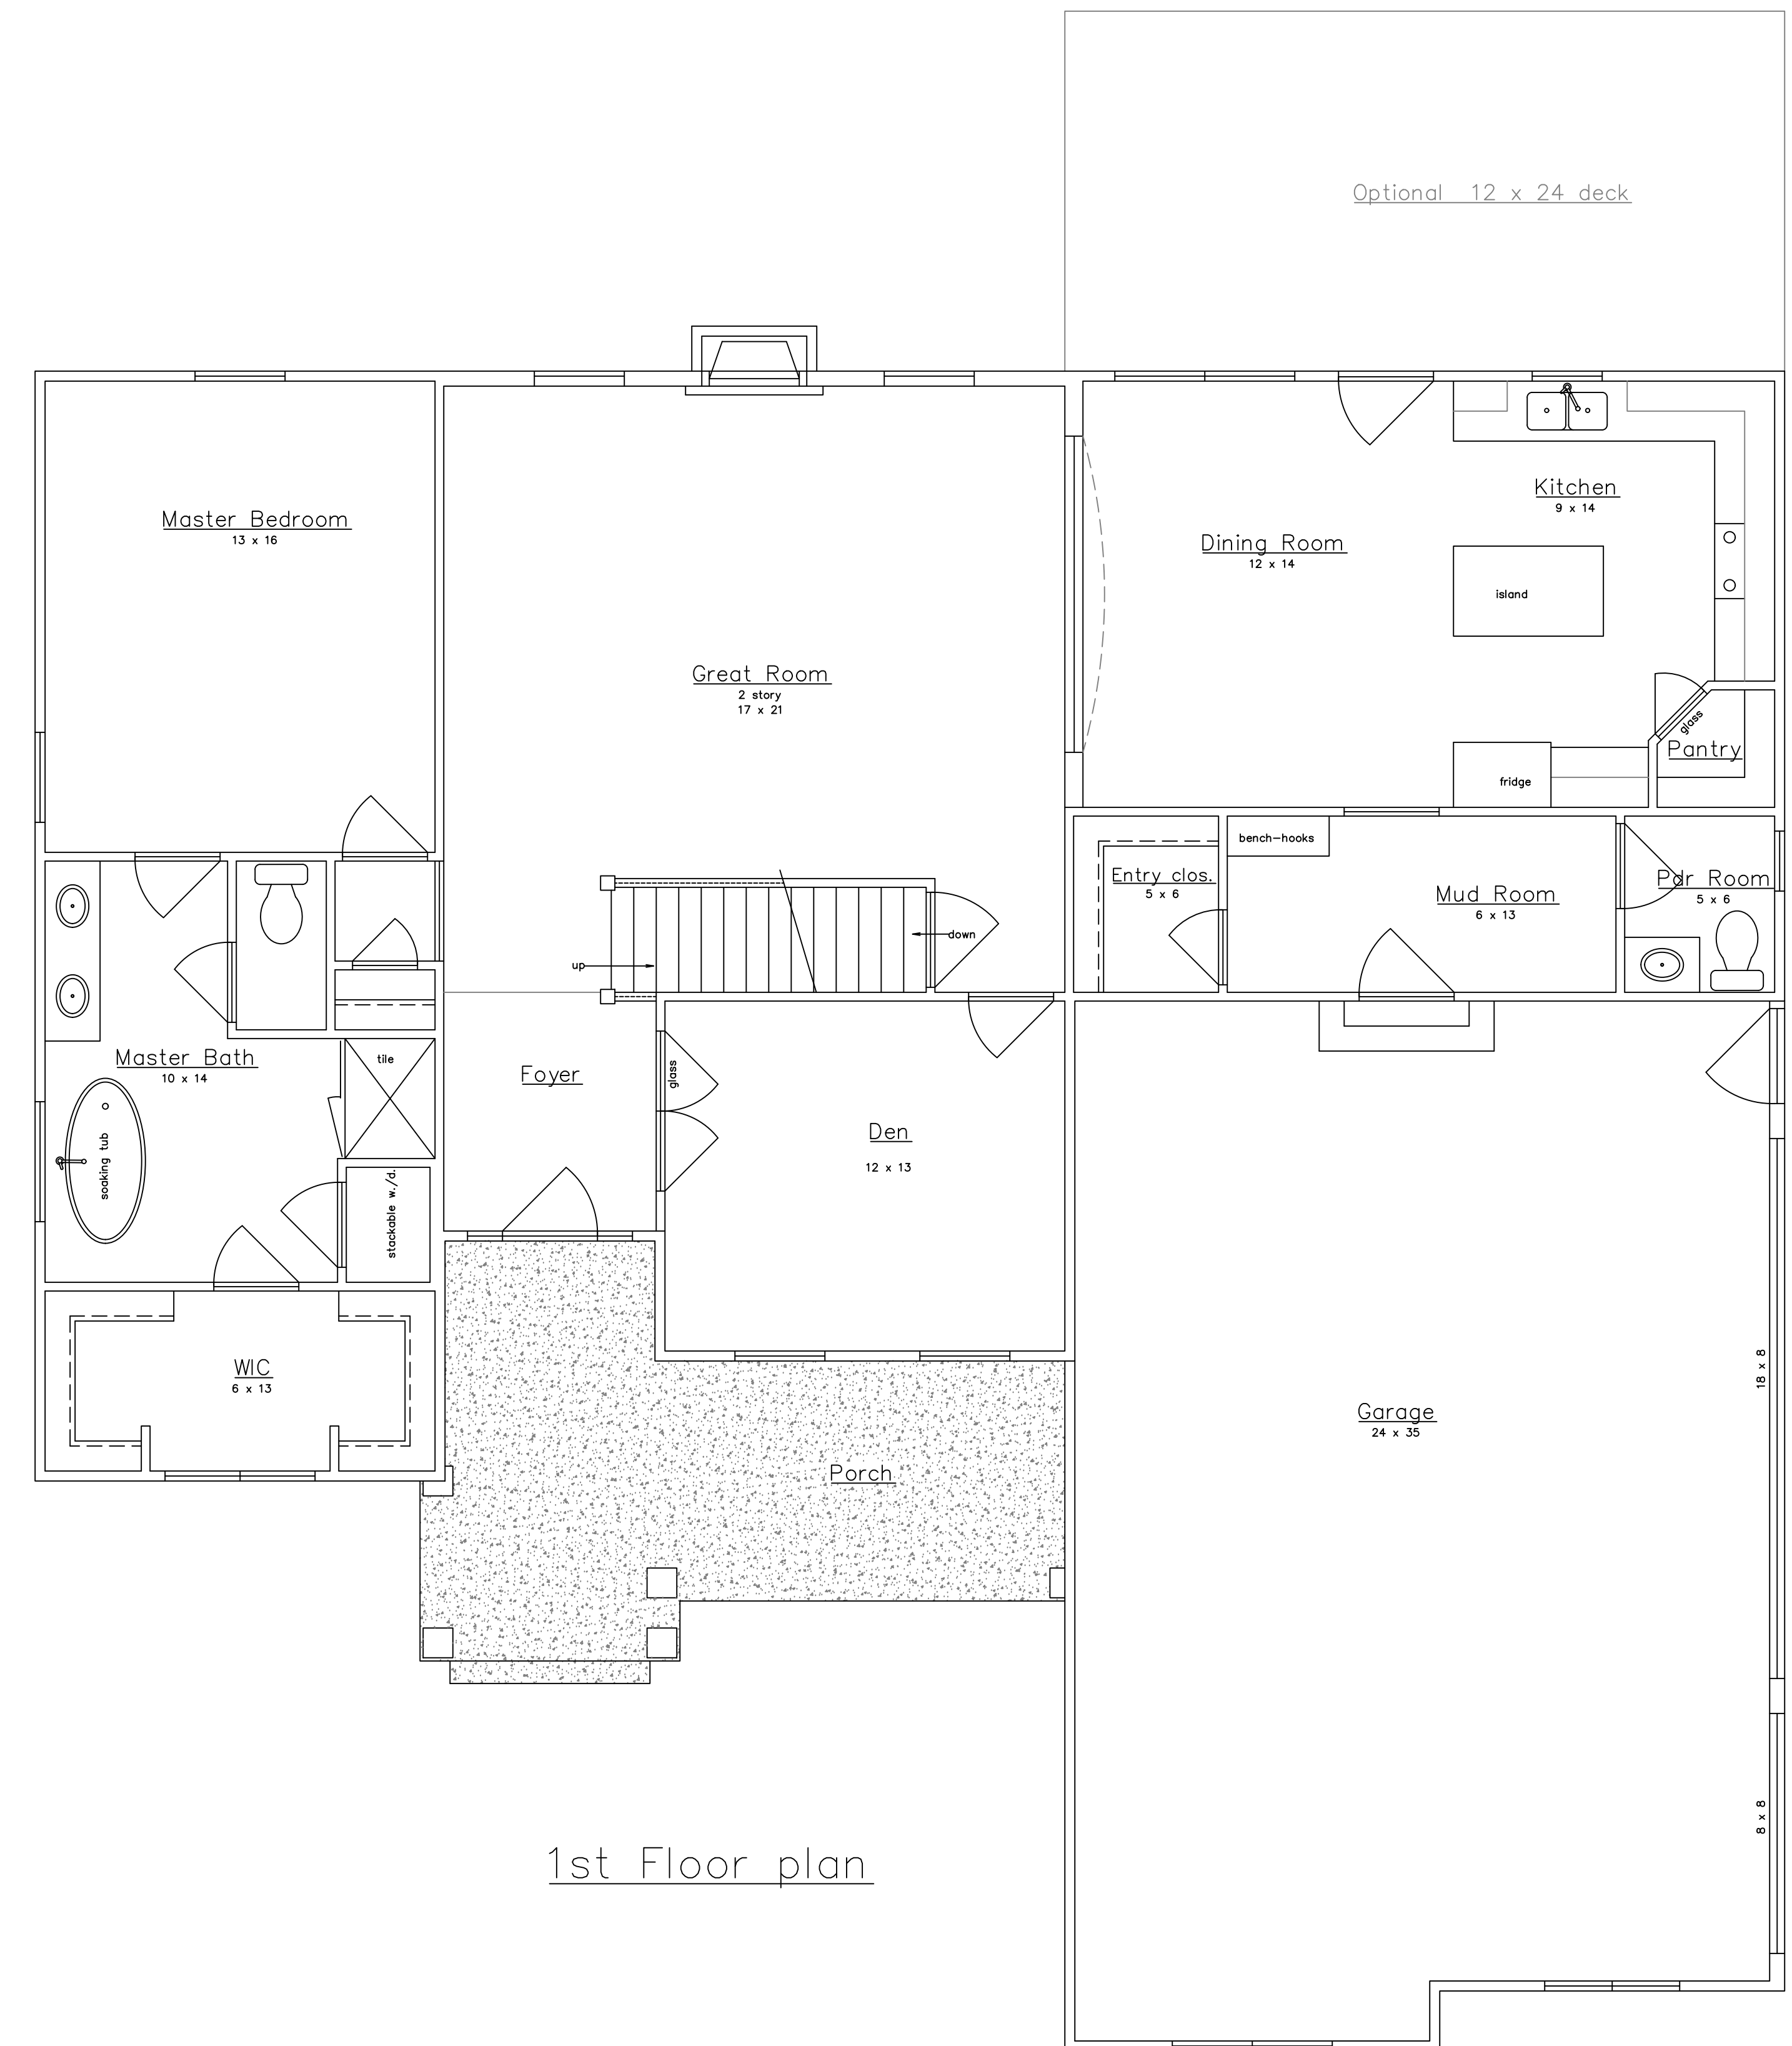 Optional 12 x 24 deck
Kitchen
9 x 14
Master Bedroom
13 x 16
Dining Room
12 x 14
island
Great Room
2 story
17 x 21
glass
Pantry
fridge
bench-hooks
Entry clos.
5 x 6
Mud Room
6 x 13
Pdr Room
5 x 6
down
up
Master Bath
10 x 14
tile
Foyer
glass
Den
12 x 13
soaking tub
stackable w./d.
WIC
6 x 13
18 x 8
Garage
24 x 35
Porch
8 x 8
1st Floor plan